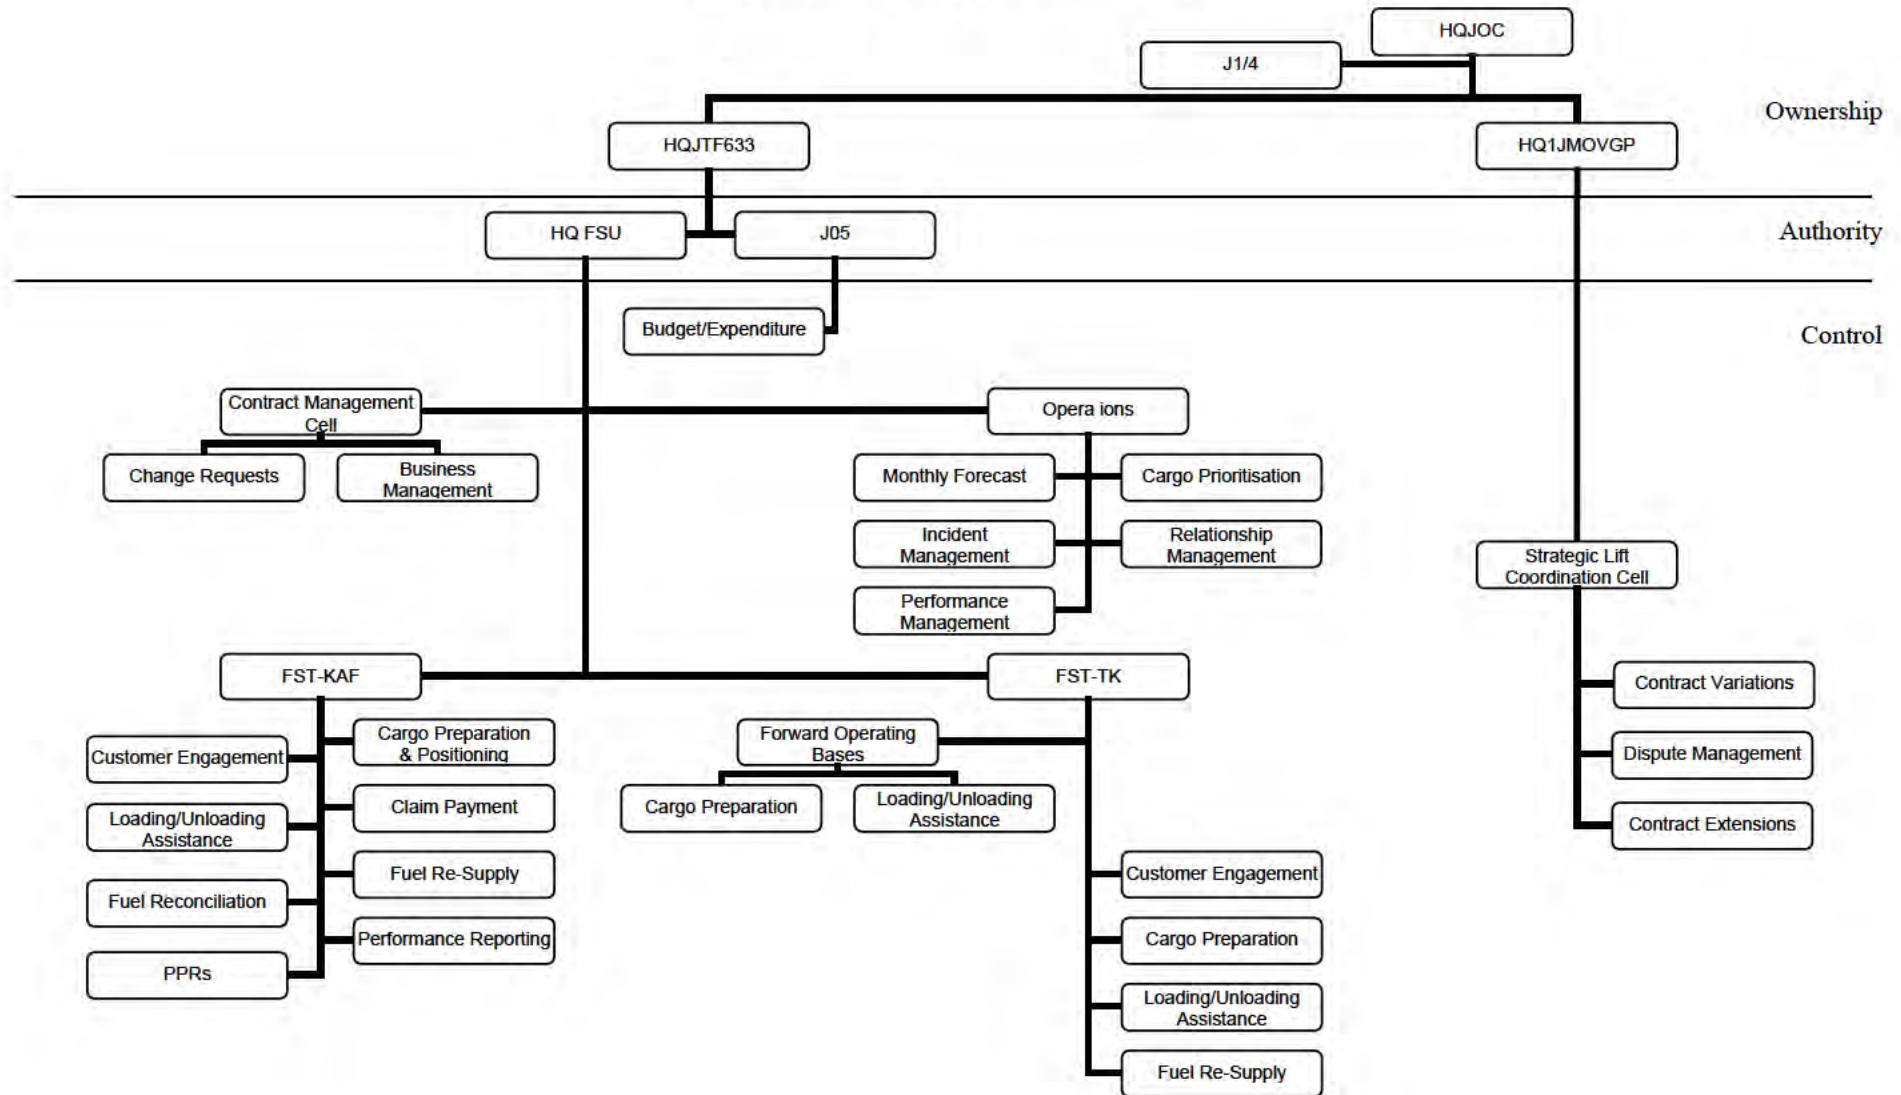 HQJOC
J1/4
Ownership
HQJTF633
HQ1JMOVGP
HQ FSU
J05
Authority
Budget/Expenditure
Control
Contract Management
Cell
Opera ions
Change Requests
Business
Management
Monthly Forecast
Cargo Prioritisation
Incident
Management
Relationship
Management
Performance
Management
Strategic Lift
Coordination Cell
FST-KAF
FST-TK
Contract Variations
Dispute Management
Contract Extensions
Customer Engagement
Cargo Preparation
& Positioning
Loading/Unloading
Assistance
Claim Payment
Fuel Reconciliation
Fuel Re-Supply
PPRs
Performance Reporting
Forward Operating
Bases
Cargo Preparation
Loading/Unloading
Assistance
Customer Engagement
Cargo Preparation
Loading/Unloading
Assistance
Fuel Re-Supply